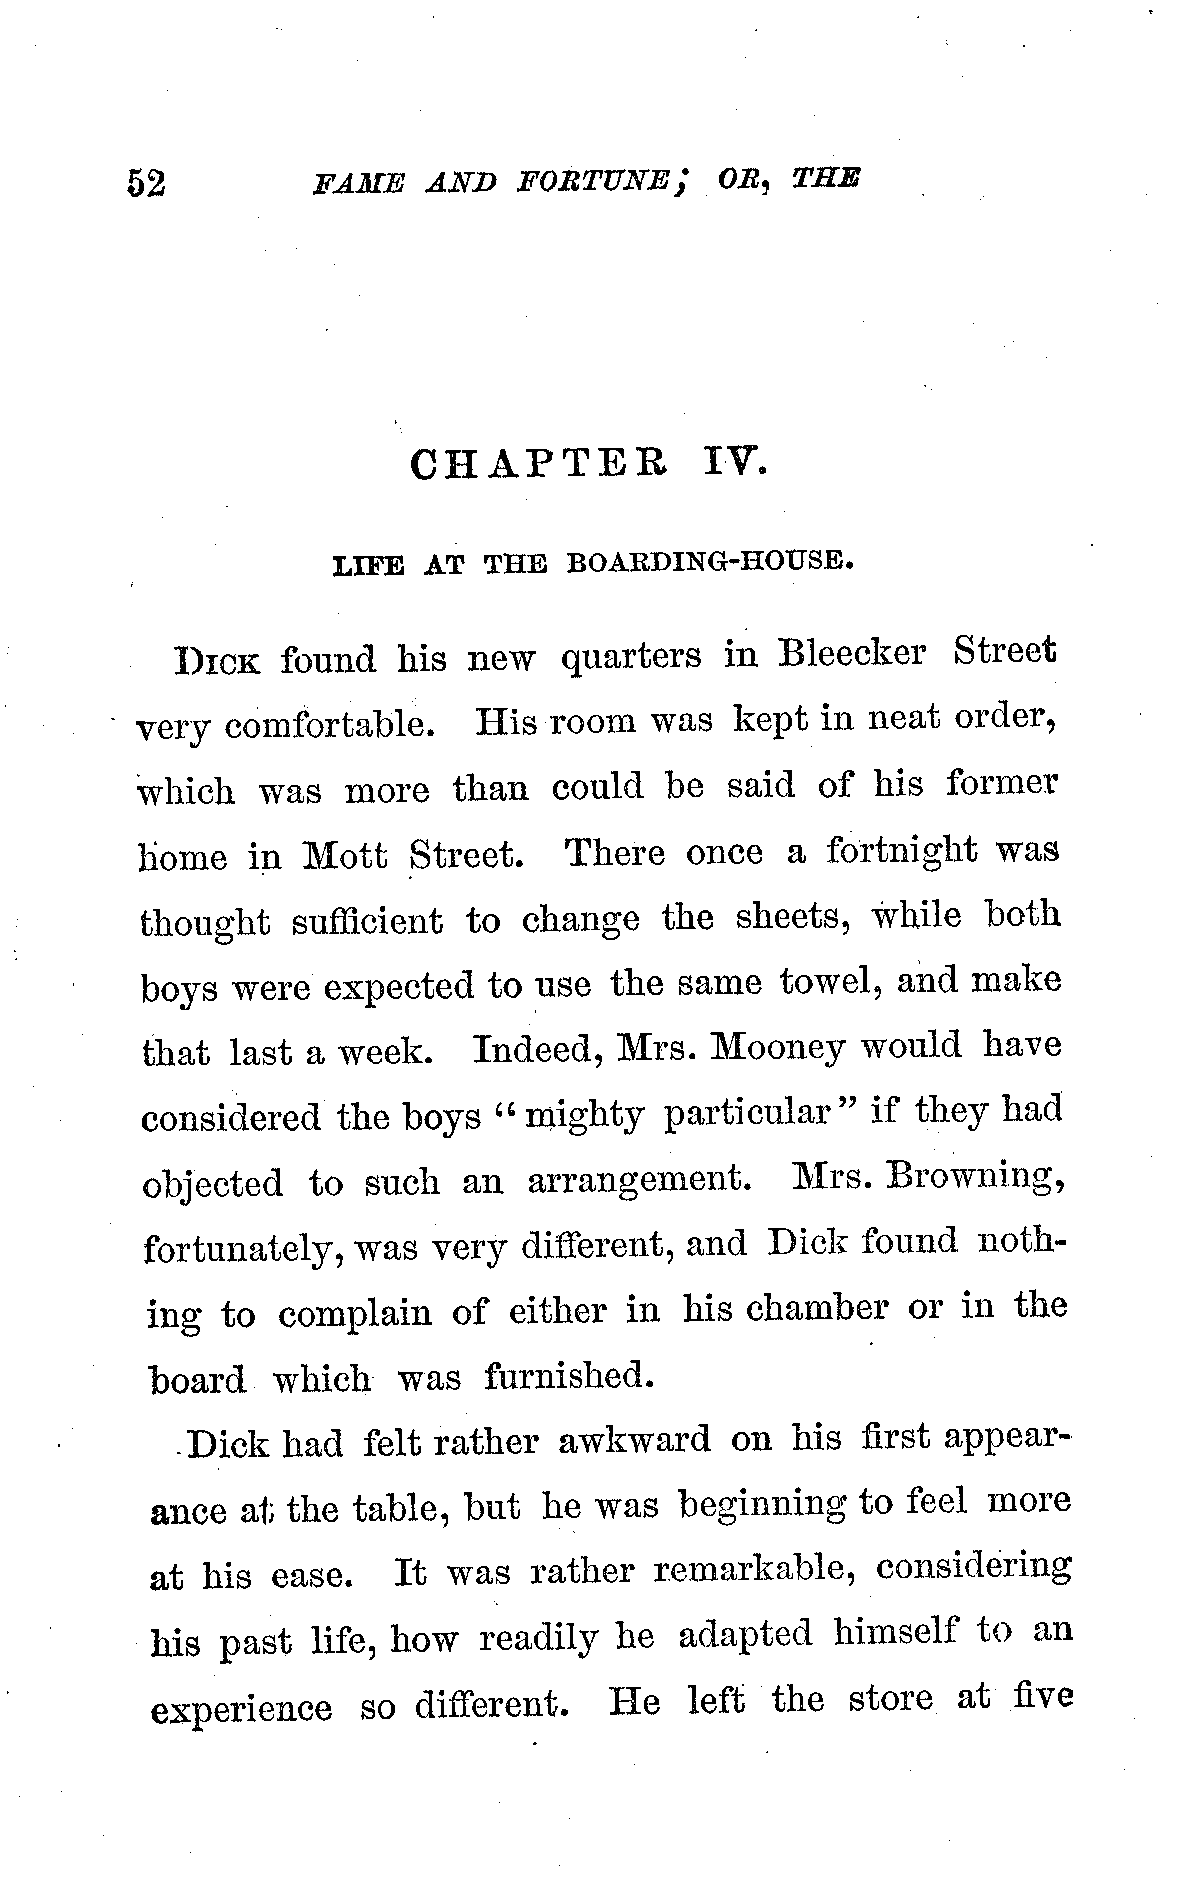 52 FAME AND FORTUNE; OR, THE
CHAPTER IV.
LIFE AT THE BOARDING-HOUSE.
DICK found his new quarters in Bleecker Street
very comfortable. His room was kept in neat order,
which was more than could be said of his former
home in Mott Street. There once a fortnight was
thought sufficient to change the sheets, while both
boys were expected to use the same towel, and make
that last a week. Indeed, Mrs. Mooney would have
considered the boys “mighty particular” if they had
objected to such an arrangement. Mrs. Browning,
fortunately, was very different, and Dick found noth-
ing to complain of either in his chamber or in the
board which was furnished.
Dick had felt rather awkward on his first appear-
ance at the table, but he was beginning to feel more
at his ease. It was rather remarkable, considering
his past life, how readily he adapted himself to an
experience so different. He left the store at five